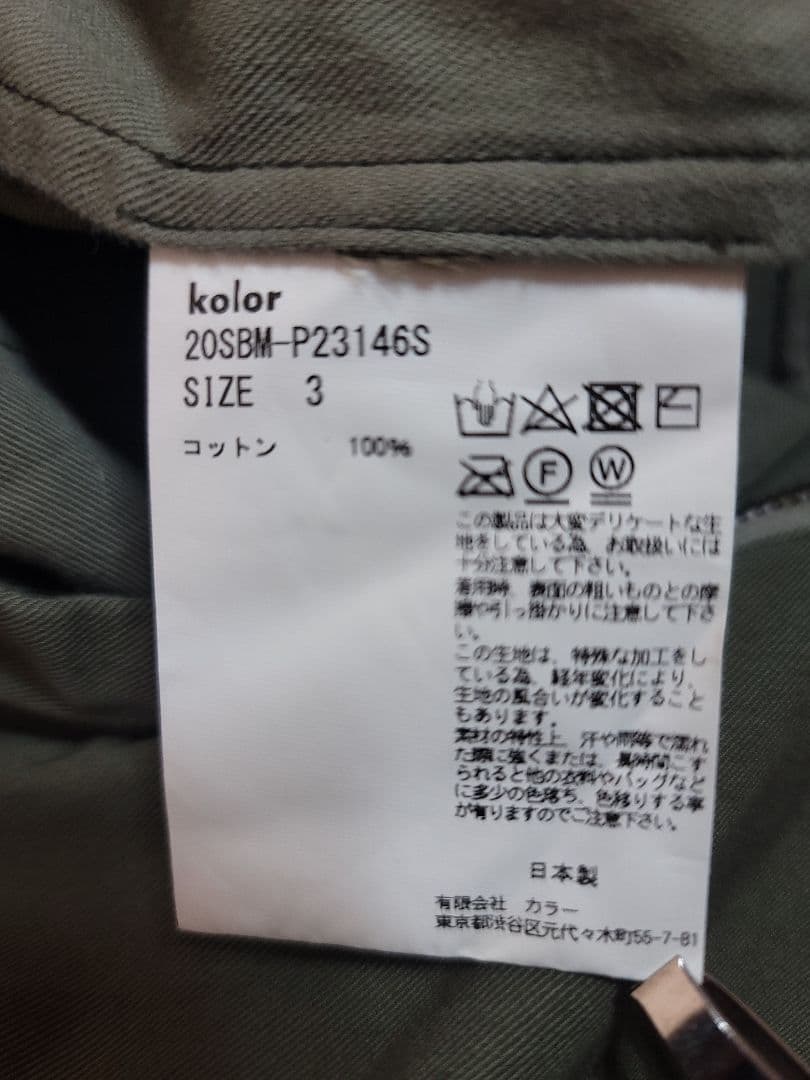 kolor
20SBM-P23146S
SIZE 3
コットン 100%
F W
この製品は大変デリケートな生
地をしている為、お取扱いには
十分注意して下さい。
着用時、表面の粗いものとの摩
擦や引っ掛かりに注意して下さ
い。
この生地は、特殊な加工をし
ている為、経年変化により、
生地の風合いが変化すること
もあります。
素材の特性上、汗や雨等で濡れ
た際に強くまたは、長時間こす
られると他の衣料やバッグなど
に多少の色落ち、色移りする事
が有りますのでご注意下さい。
日本製
有限会社 カラー
東京都渋谷区元代々木町55-7-B1